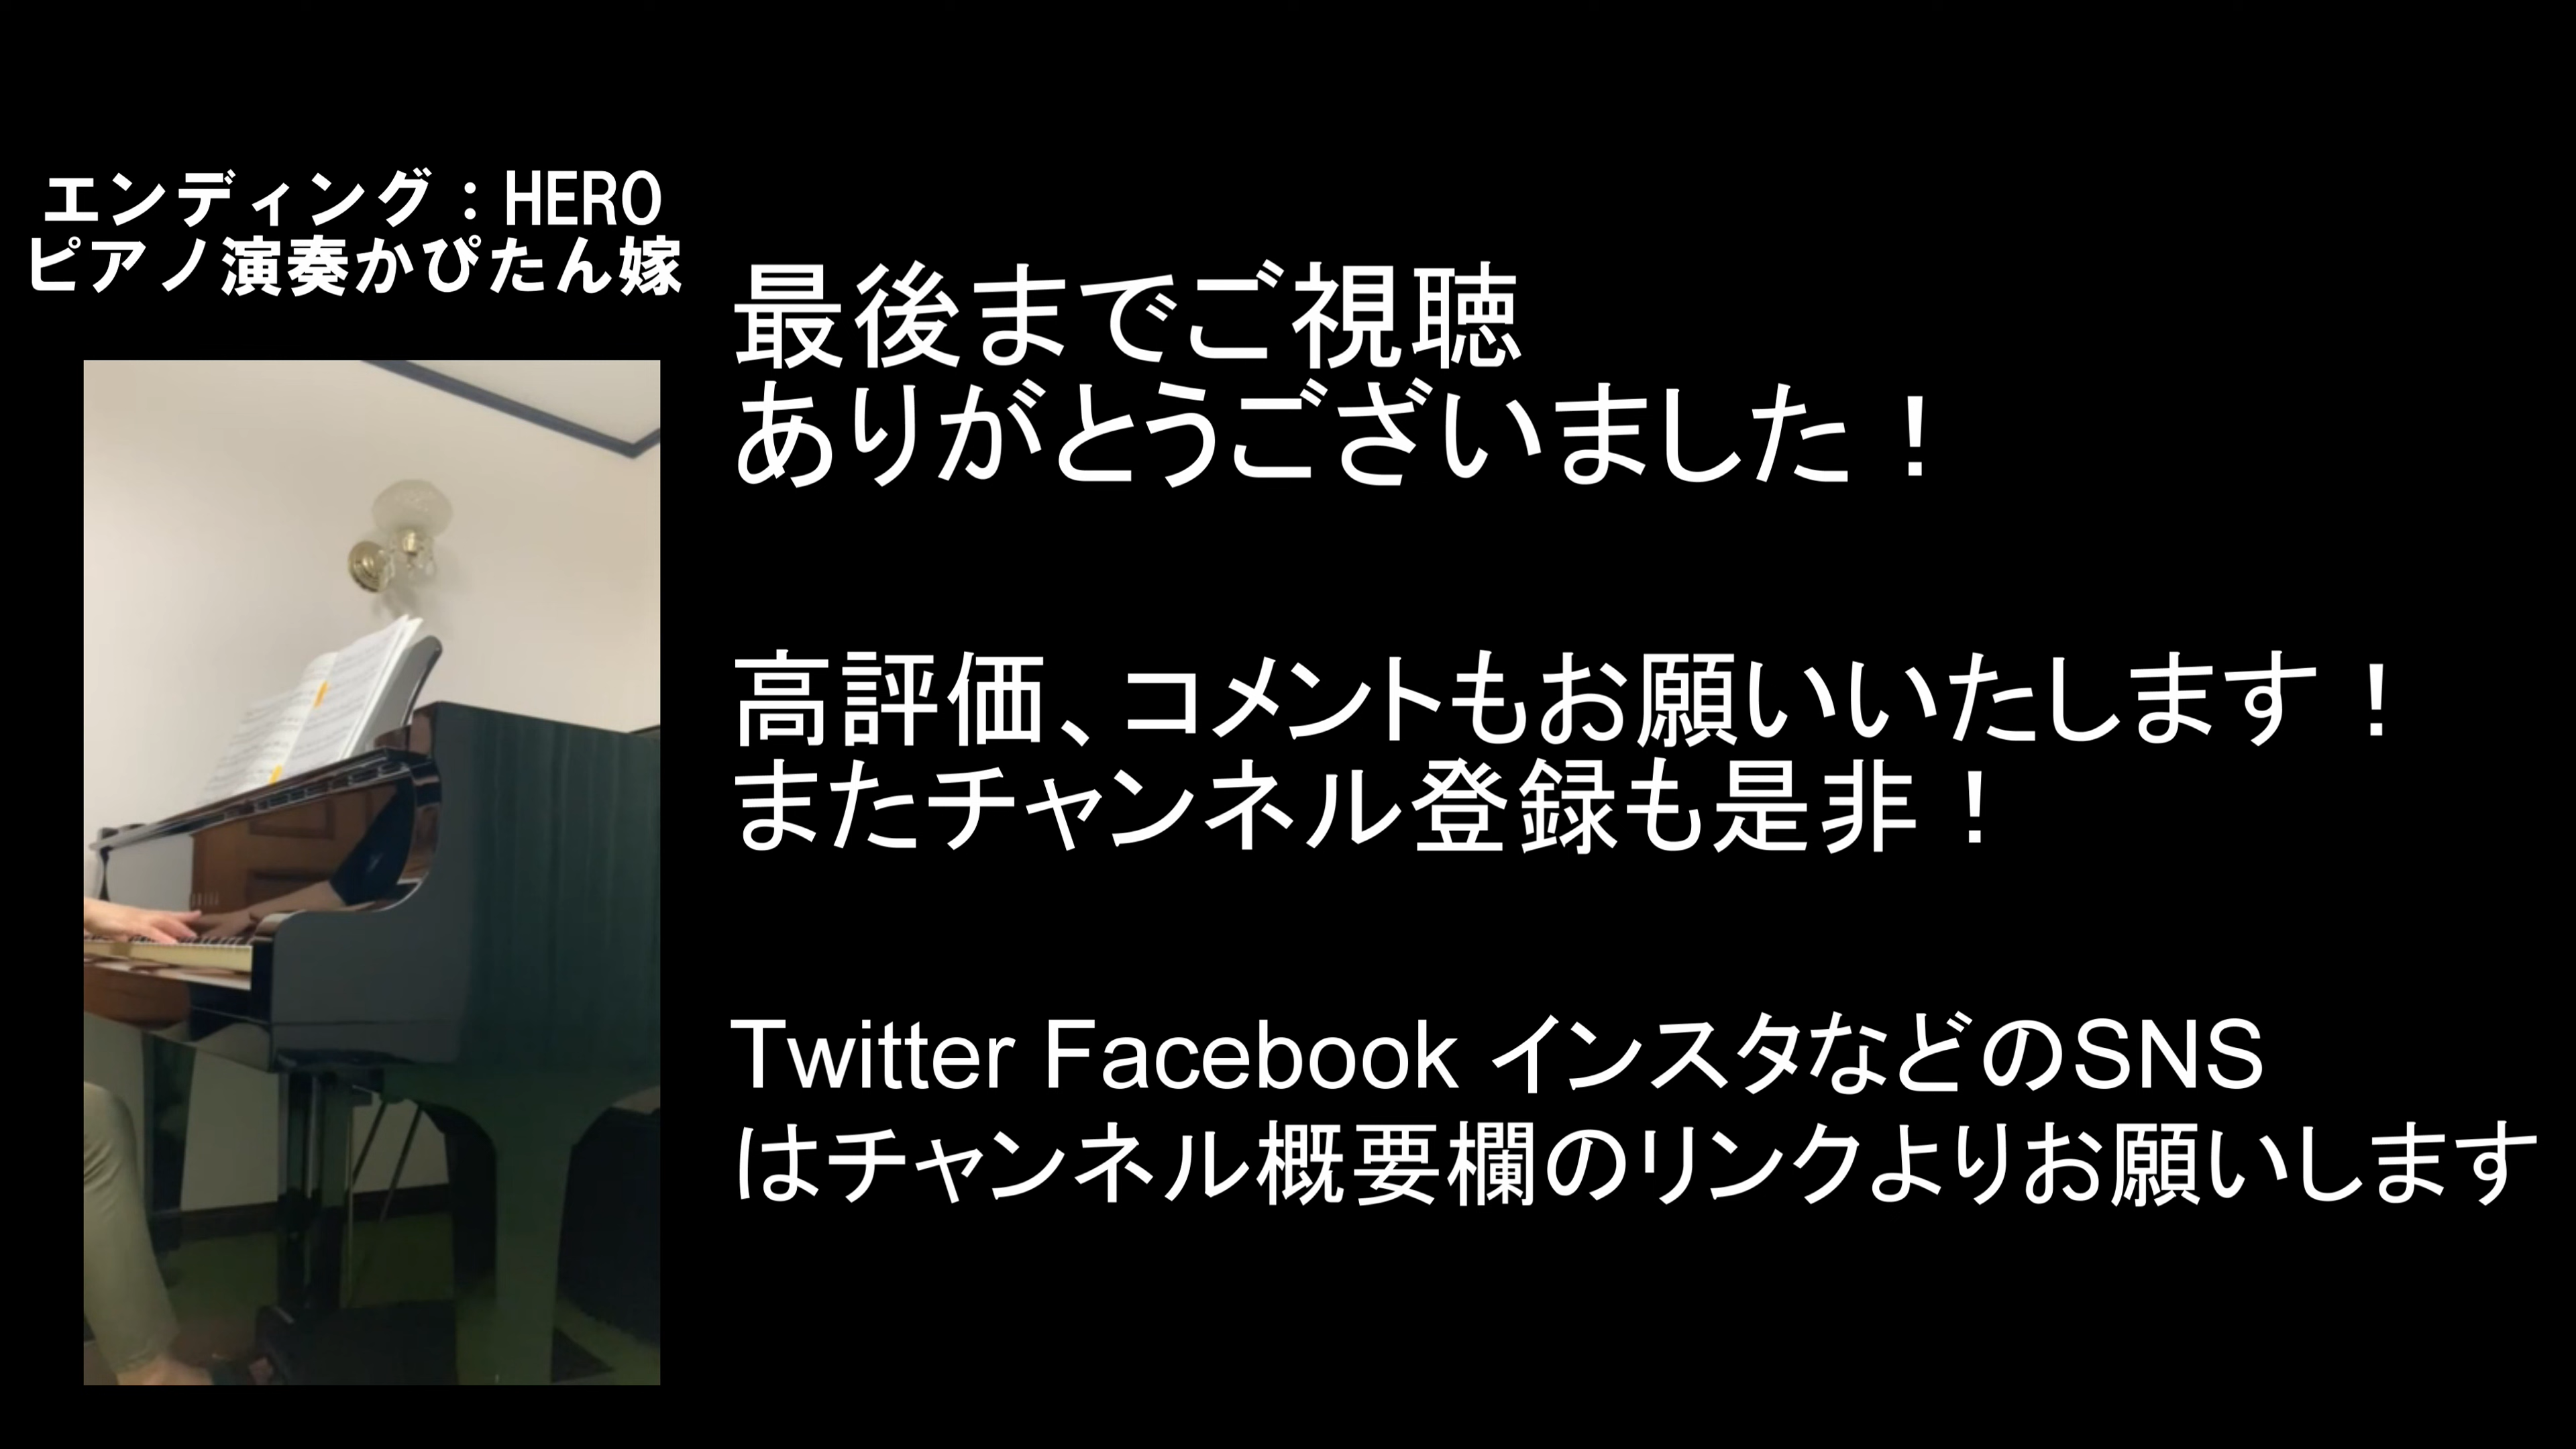 エンディング：HERO
ピアノ演奏かぴたん嫁
最後までご視聴
ありがとうございました！
高評価、コメントもお願いいたします！
またチャンネル登録も是非！
Twitter Facebook インスタなどのSNS
はチャンネル概要欄のリンクよりお願いします